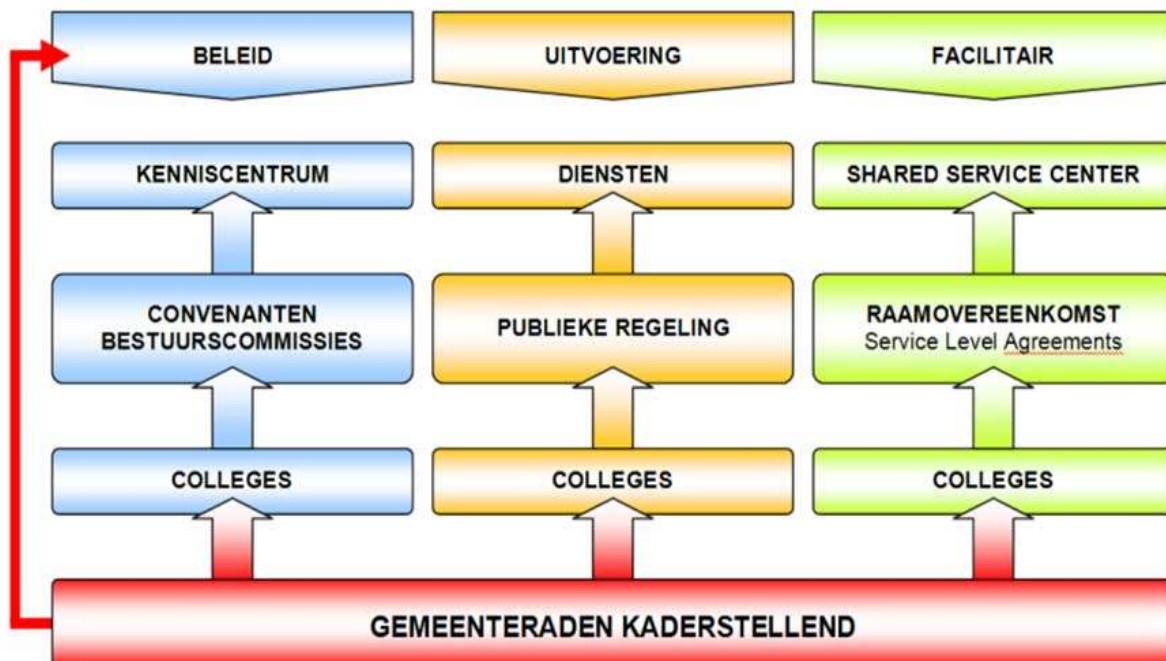 BELEID
UITVOERING
FACILITAIR
KENNISCENTRUM
DIENSTEN
SHARED SERVICE CENTER
CONVENANTEN
BESTUURSCOMMISSIES
PUBLIEKE REGELING
RAAMOVEREENKOMST
Service Level Agreements
COLLEGES
COLLEGES
COLLEGES
GEMEENTERADEN KADERSTELLEND